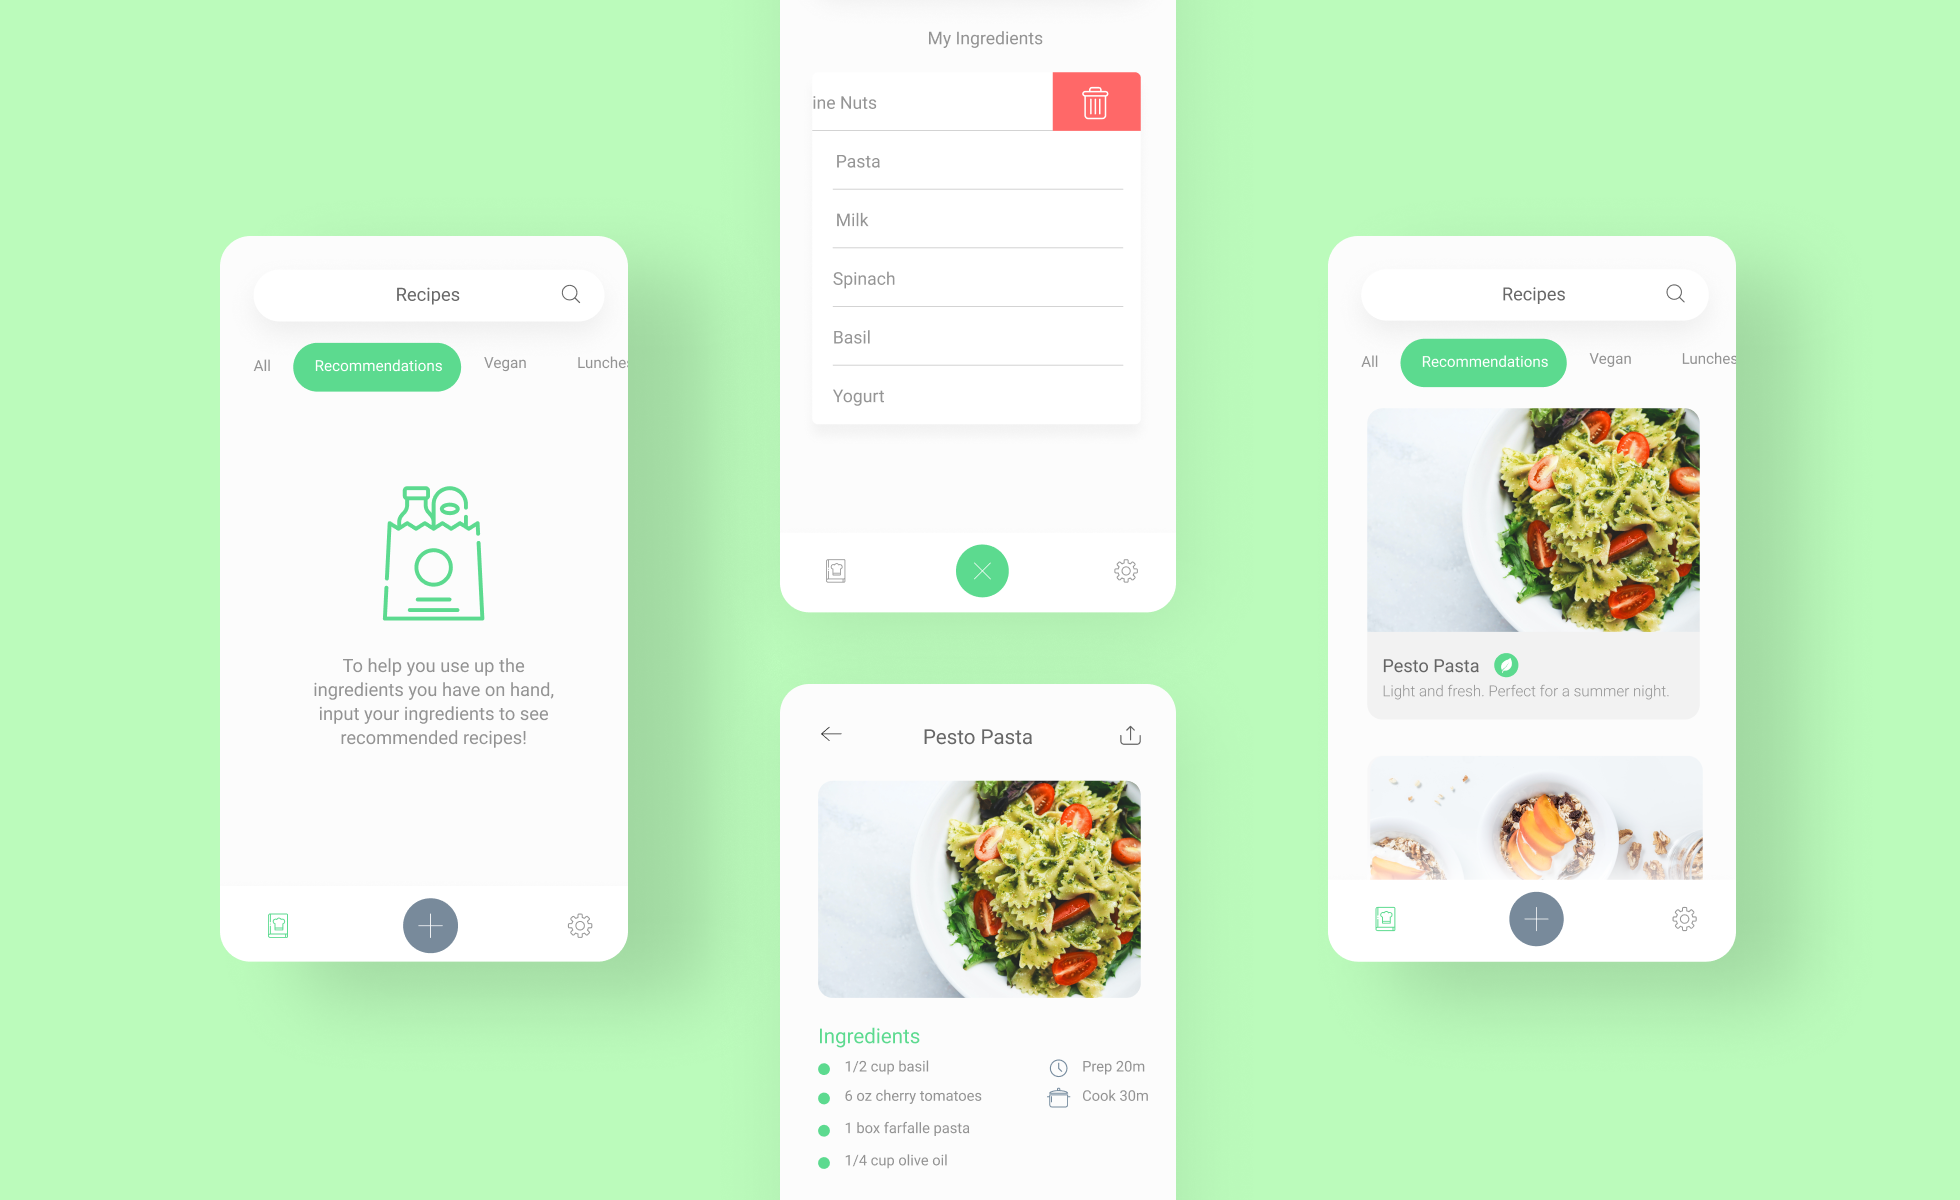 Recipes
All
Recommendations
Vegan
Lunches
To help you use up the
ingredients you have on hand,
input your ingredients to see
recommended recipes!
My Ingredients
ine Nuts
Pasta
Milk
Spinach
Basil
Yogurt
Pesto Pasta
Ingredients
1/2 cup basil
Prep 20m
6 oz cherry tomatoes
Cook 30m
1 box farfalle pasta
1/4 cup olive oil
Recipes
All
Recommendations
Vegan
Lunches
Pesto Pasta
Light and fresh. Perfect for a summer night.